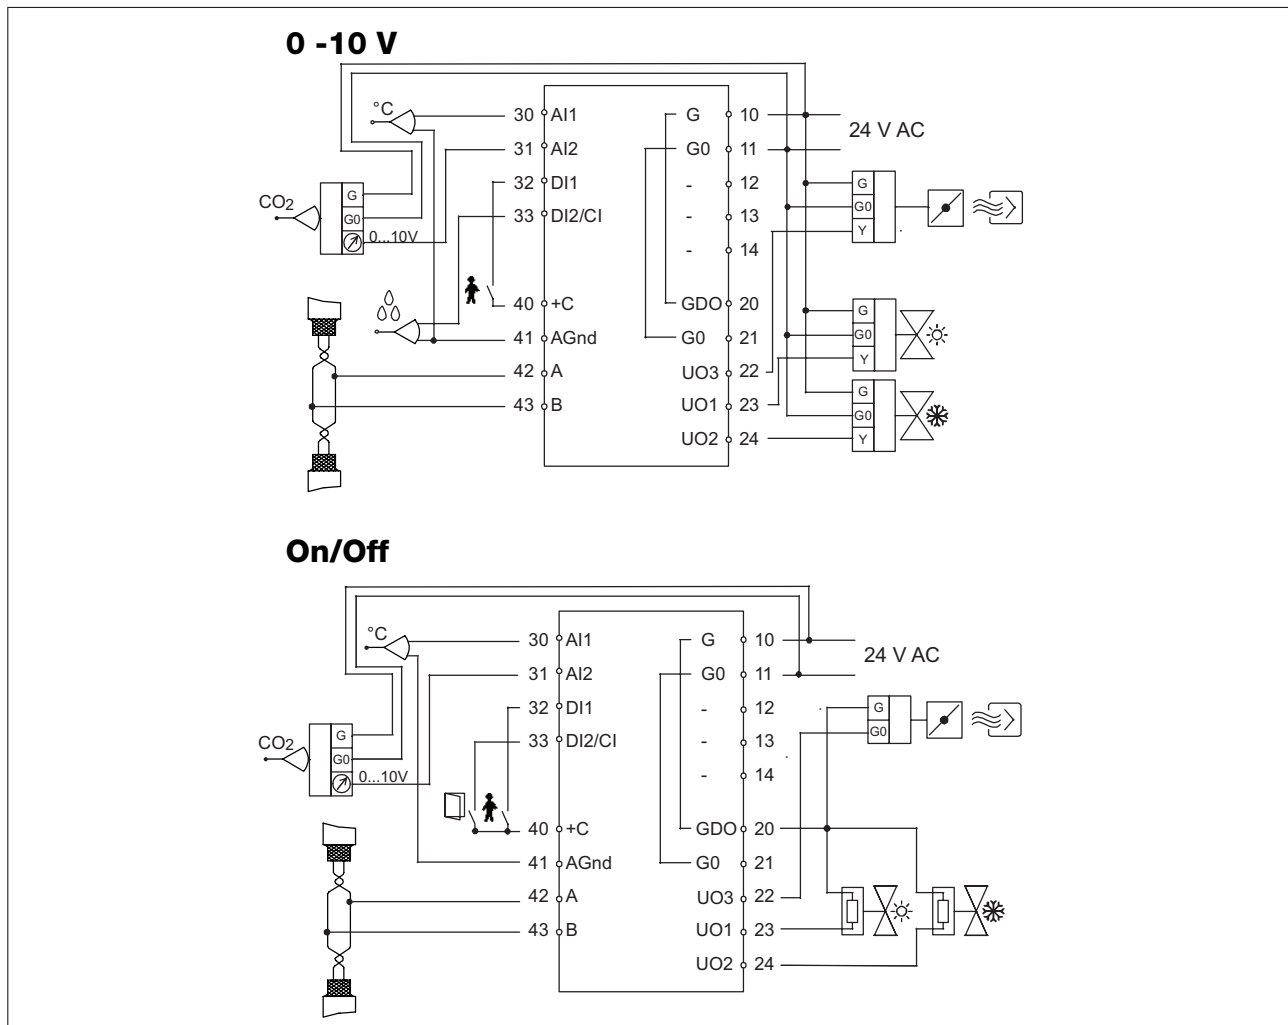 0 -10 V
°C
30 AI1 G 10
24 V AC
31 AI2 G0 11
32 DI1 - 12
G
CO2 G
33 DI2/CI - 13
G0
G0
0...10V
Y
- 14
40 +C GDO 20
G
41 AGnd G0 21
G0
Y
42 A UO3 22
G
43 B UO1 23
G0
UO2 24 Y
On/Off
°C
30 AI1 G 10
24 V AC
31 AI2 G0 11
32 DI1 - 12
G
G0
CO2 G
33 DI2/CI - 13
G0
0...10V
- 14
40 +C GDO 20
41 AGnd G0 21
42 A UO3 22
43 B UO1 23
UO2 24